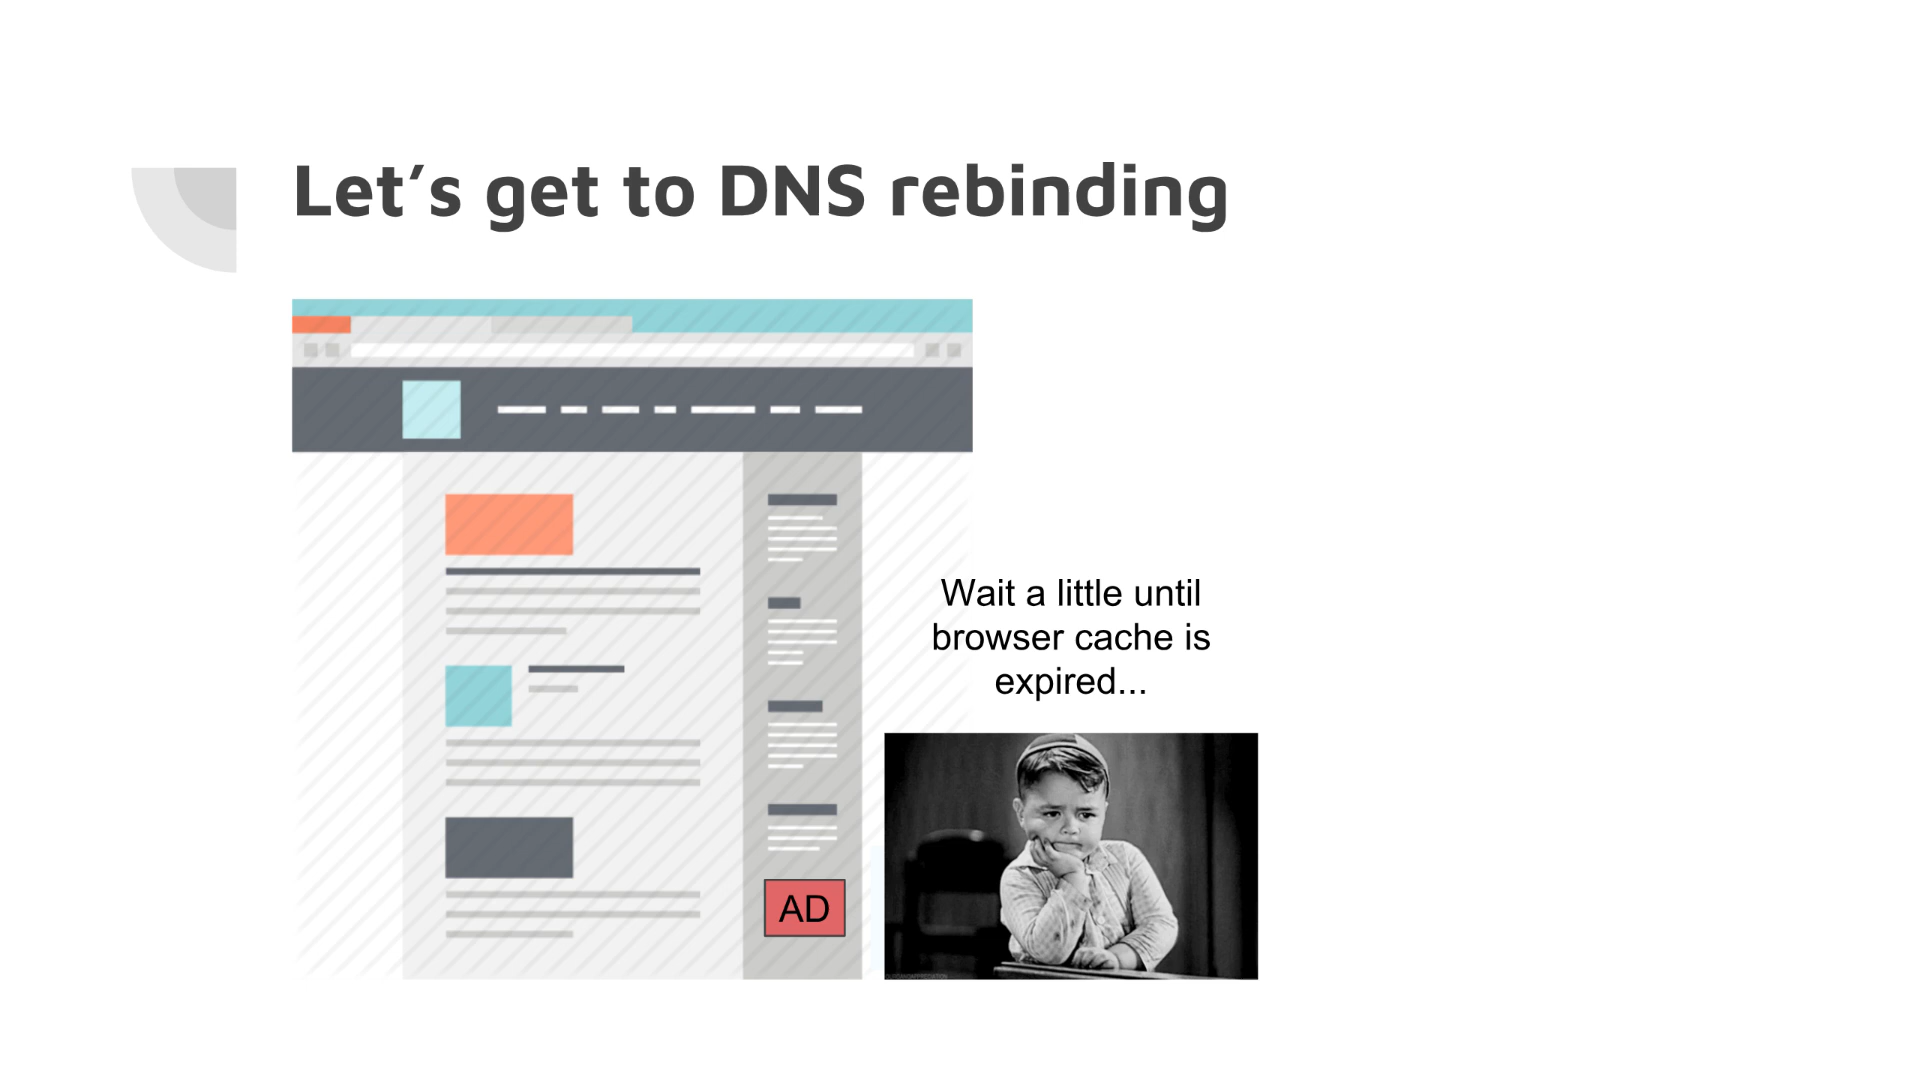 Let’s get to DNS rebinding
Wait a little until
browser cache is
expired...
AD